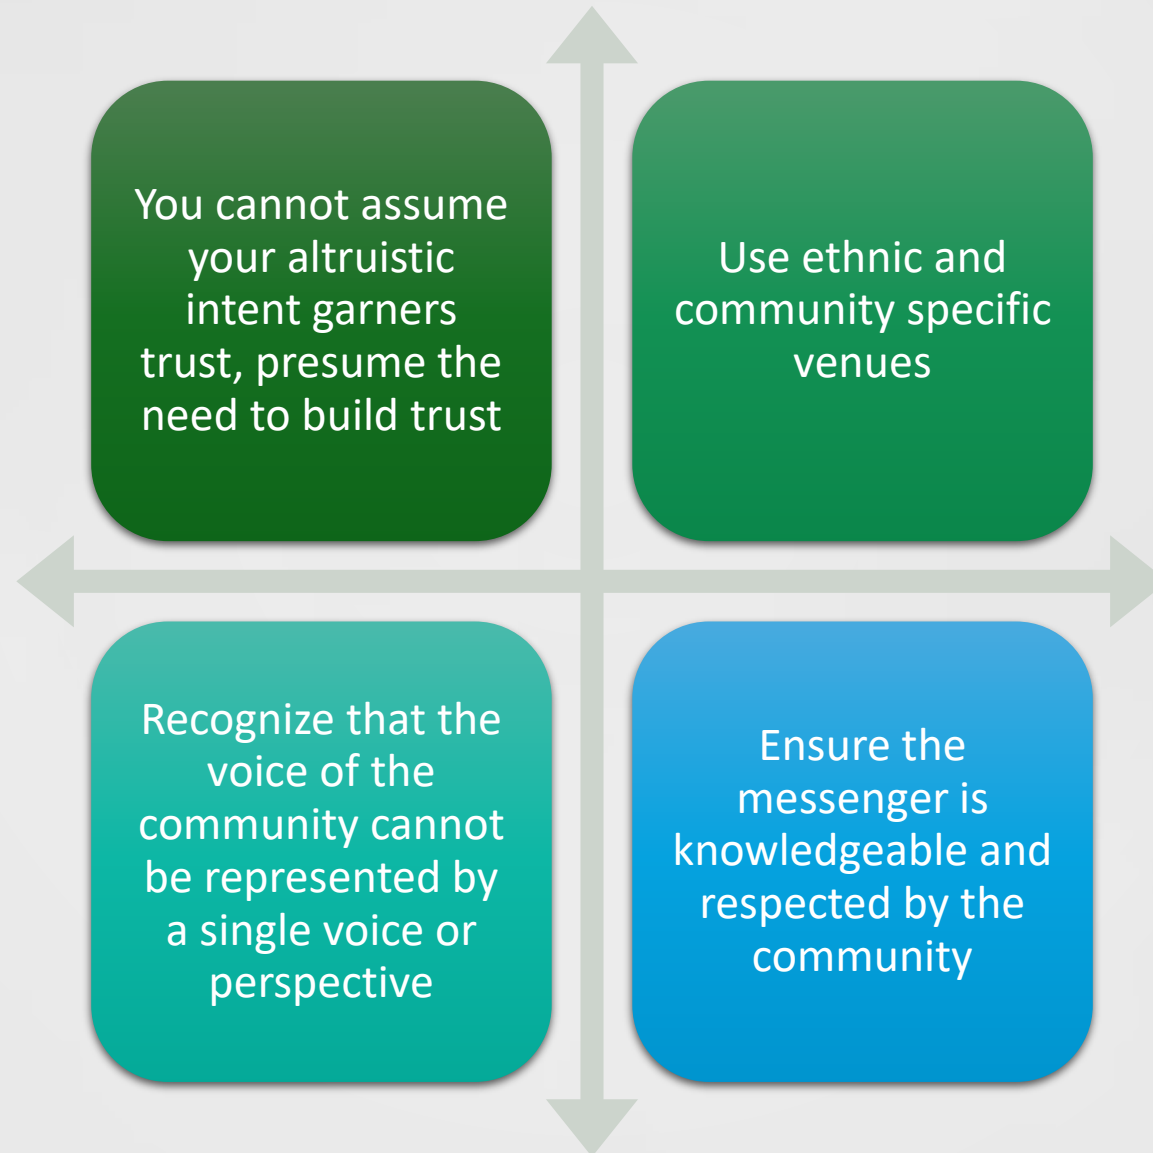 You cannot assume
your altruistic
intent garners
trust, presume the
need to build trust
Use ethnic and
community specific
venues
Recognize that the
voice of the
community cannot
be represented by
a single voice or
perspective
Ensure the
messenger is
knowledgeable and
respected by the
community